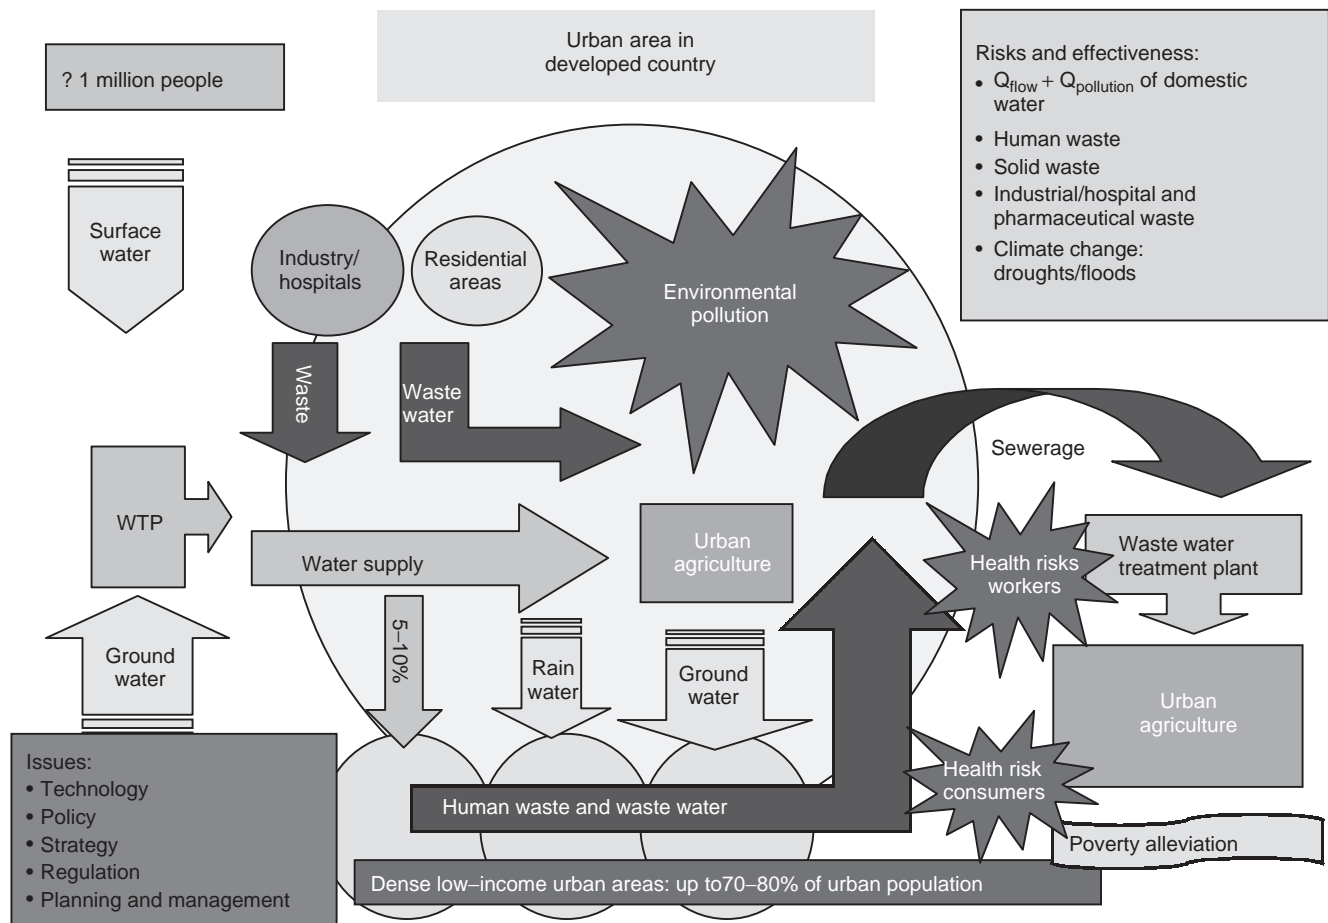 Urban area in
developed country
? 1 million people
Risks and effectiveness:
• Qflow + Qpollution of domestic
water
• Human waste
• Solid waste
• Industrial/hospital and
pharmaceutical waste
• Climate change:
droughts/floods
Surface
water
Industry/
hospitals
Residential
areas
Environmental
pollution
Waste
Waste
water
Sewerage
WTP
Water supply
Urban
agriculture
Health risks
workers
Waste water
treatment plant
Ground
water
5–10%
Rain
water
Ground
water
Urban
agriculture
Issues:
• Technology
• Policy
• Strategy
• Regulation
• Planning and management
Human waste and waste water
Health risk
consumers
Poverty alleviation
Dense low–income urban areas: up to70–80% of urban population